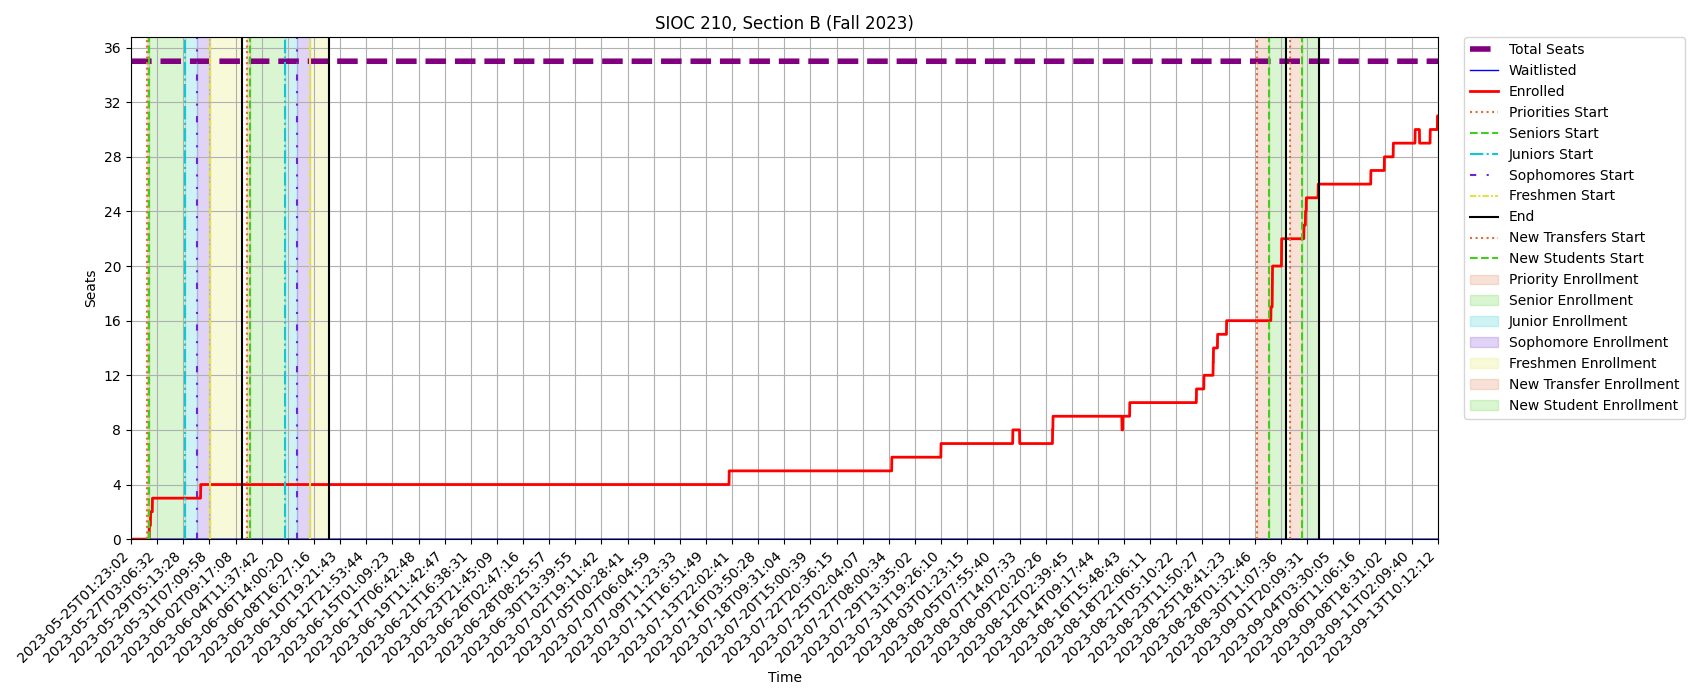 SIOC 210, Section B (Fall 2023)
36
32
28
24
20
16
12
8
4
0
Seats
2023-05-25T01:23:02
2023-05-27T03:06:32
2023-05-29T05:13:28
2023-05-31T07:09:58
2023-06-02T09:17:08
2023-06-04T11:37:42
2023-06-06T14:00:20
2023-06-08T16:27:16
2023-06-10T19:21:43
2023-06-12T21:53:44
2023-06-15T01:09:23
2023-06-17T06:42:48
2023-06-19T11:42:47
2023-06-21T16:38:31
2023-06-23T21:45:09
2023-06-26T02:47:16
2023-06-28T08:25:57
2023-06-30T13:39:55
2023-07-02T19:11:42
2023-07-05T00:28:41
2023-07-07T06:04:59
2023-07-09T11:23:33
2023-07-11T16:51:49
2023-07-13T22:02:41
2023-07-16T03:50:28
2023-07-18T09:31:04
2023-07-20T15:00:39
2023-07-22T20:36:15
2023-07-25T02:04:07
2023-07-27T08:00:34
2023-07-29T13:35:02
2023-07-31T19:26:10
2023-08-03T01:23:15
2023-08-05T07:55:40
2023-08-07T14:07:33
2023-08-09T20:20:26
2023-08-12T02:39:45
2023-08-14T09:17:44
2023-08-16T15:48:43
2023-08-18T22:06:11
2023-08-21T05:10:22
2023-08-23T11:50:27
2023-08-25T18:41:23
2023-08-28T01:32:46
2023-08-30T11:07:36
2023-09-01T20:09:31
2023-09-04T03:30:05
2023-09-06T11:06:16
2023-09-08T18:31:02
2023-09-11T02:09:40
2023-09-13T10:12:12
Time
Total Seats
Waitlisted
Enrolled
Priorities Start
Seniors Start
Juniors Start
Sophomores Start
Freshmen Start
End
New Transfers Start
New Students Start
Priority Enrollment
Senior Enrollment
Junior Enrollment
Sophomore Enrollment
Freshmen Enrollment
New Transfer Enrollment
New Student Enrollment